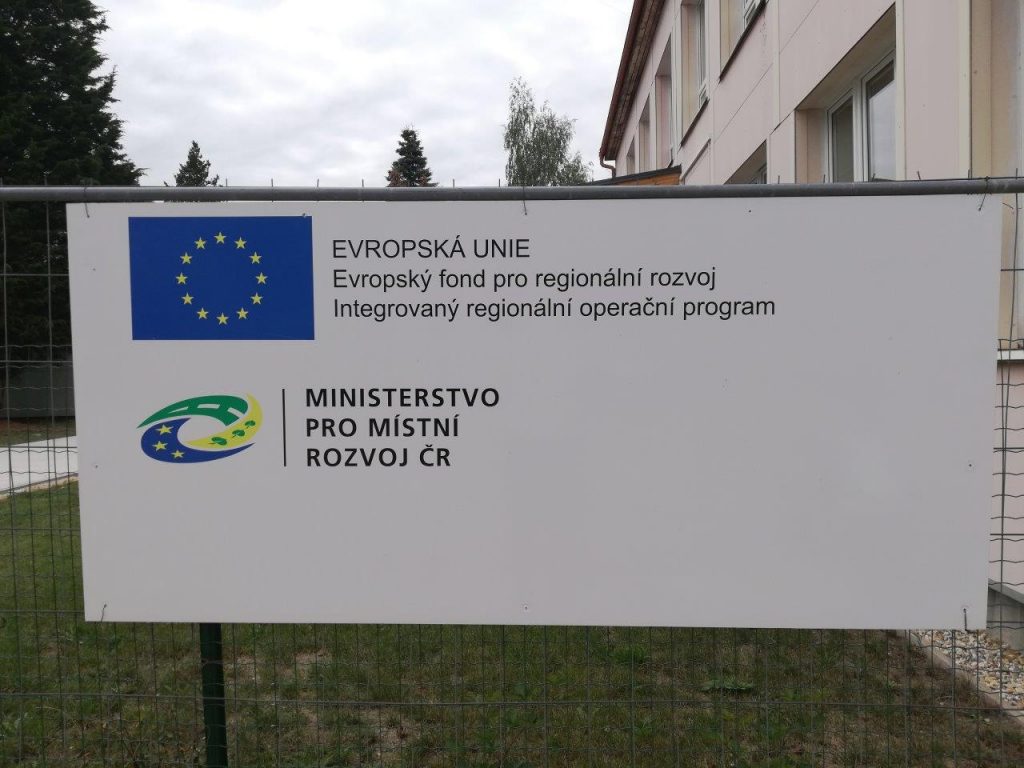 EVROPSKÁ UNIE
Evropský fond pro regionální rozvoj
Integrovaný regionální operační program
MINISTERSTVO
PRO MÍSTNÍ
ROZVOJ ČR